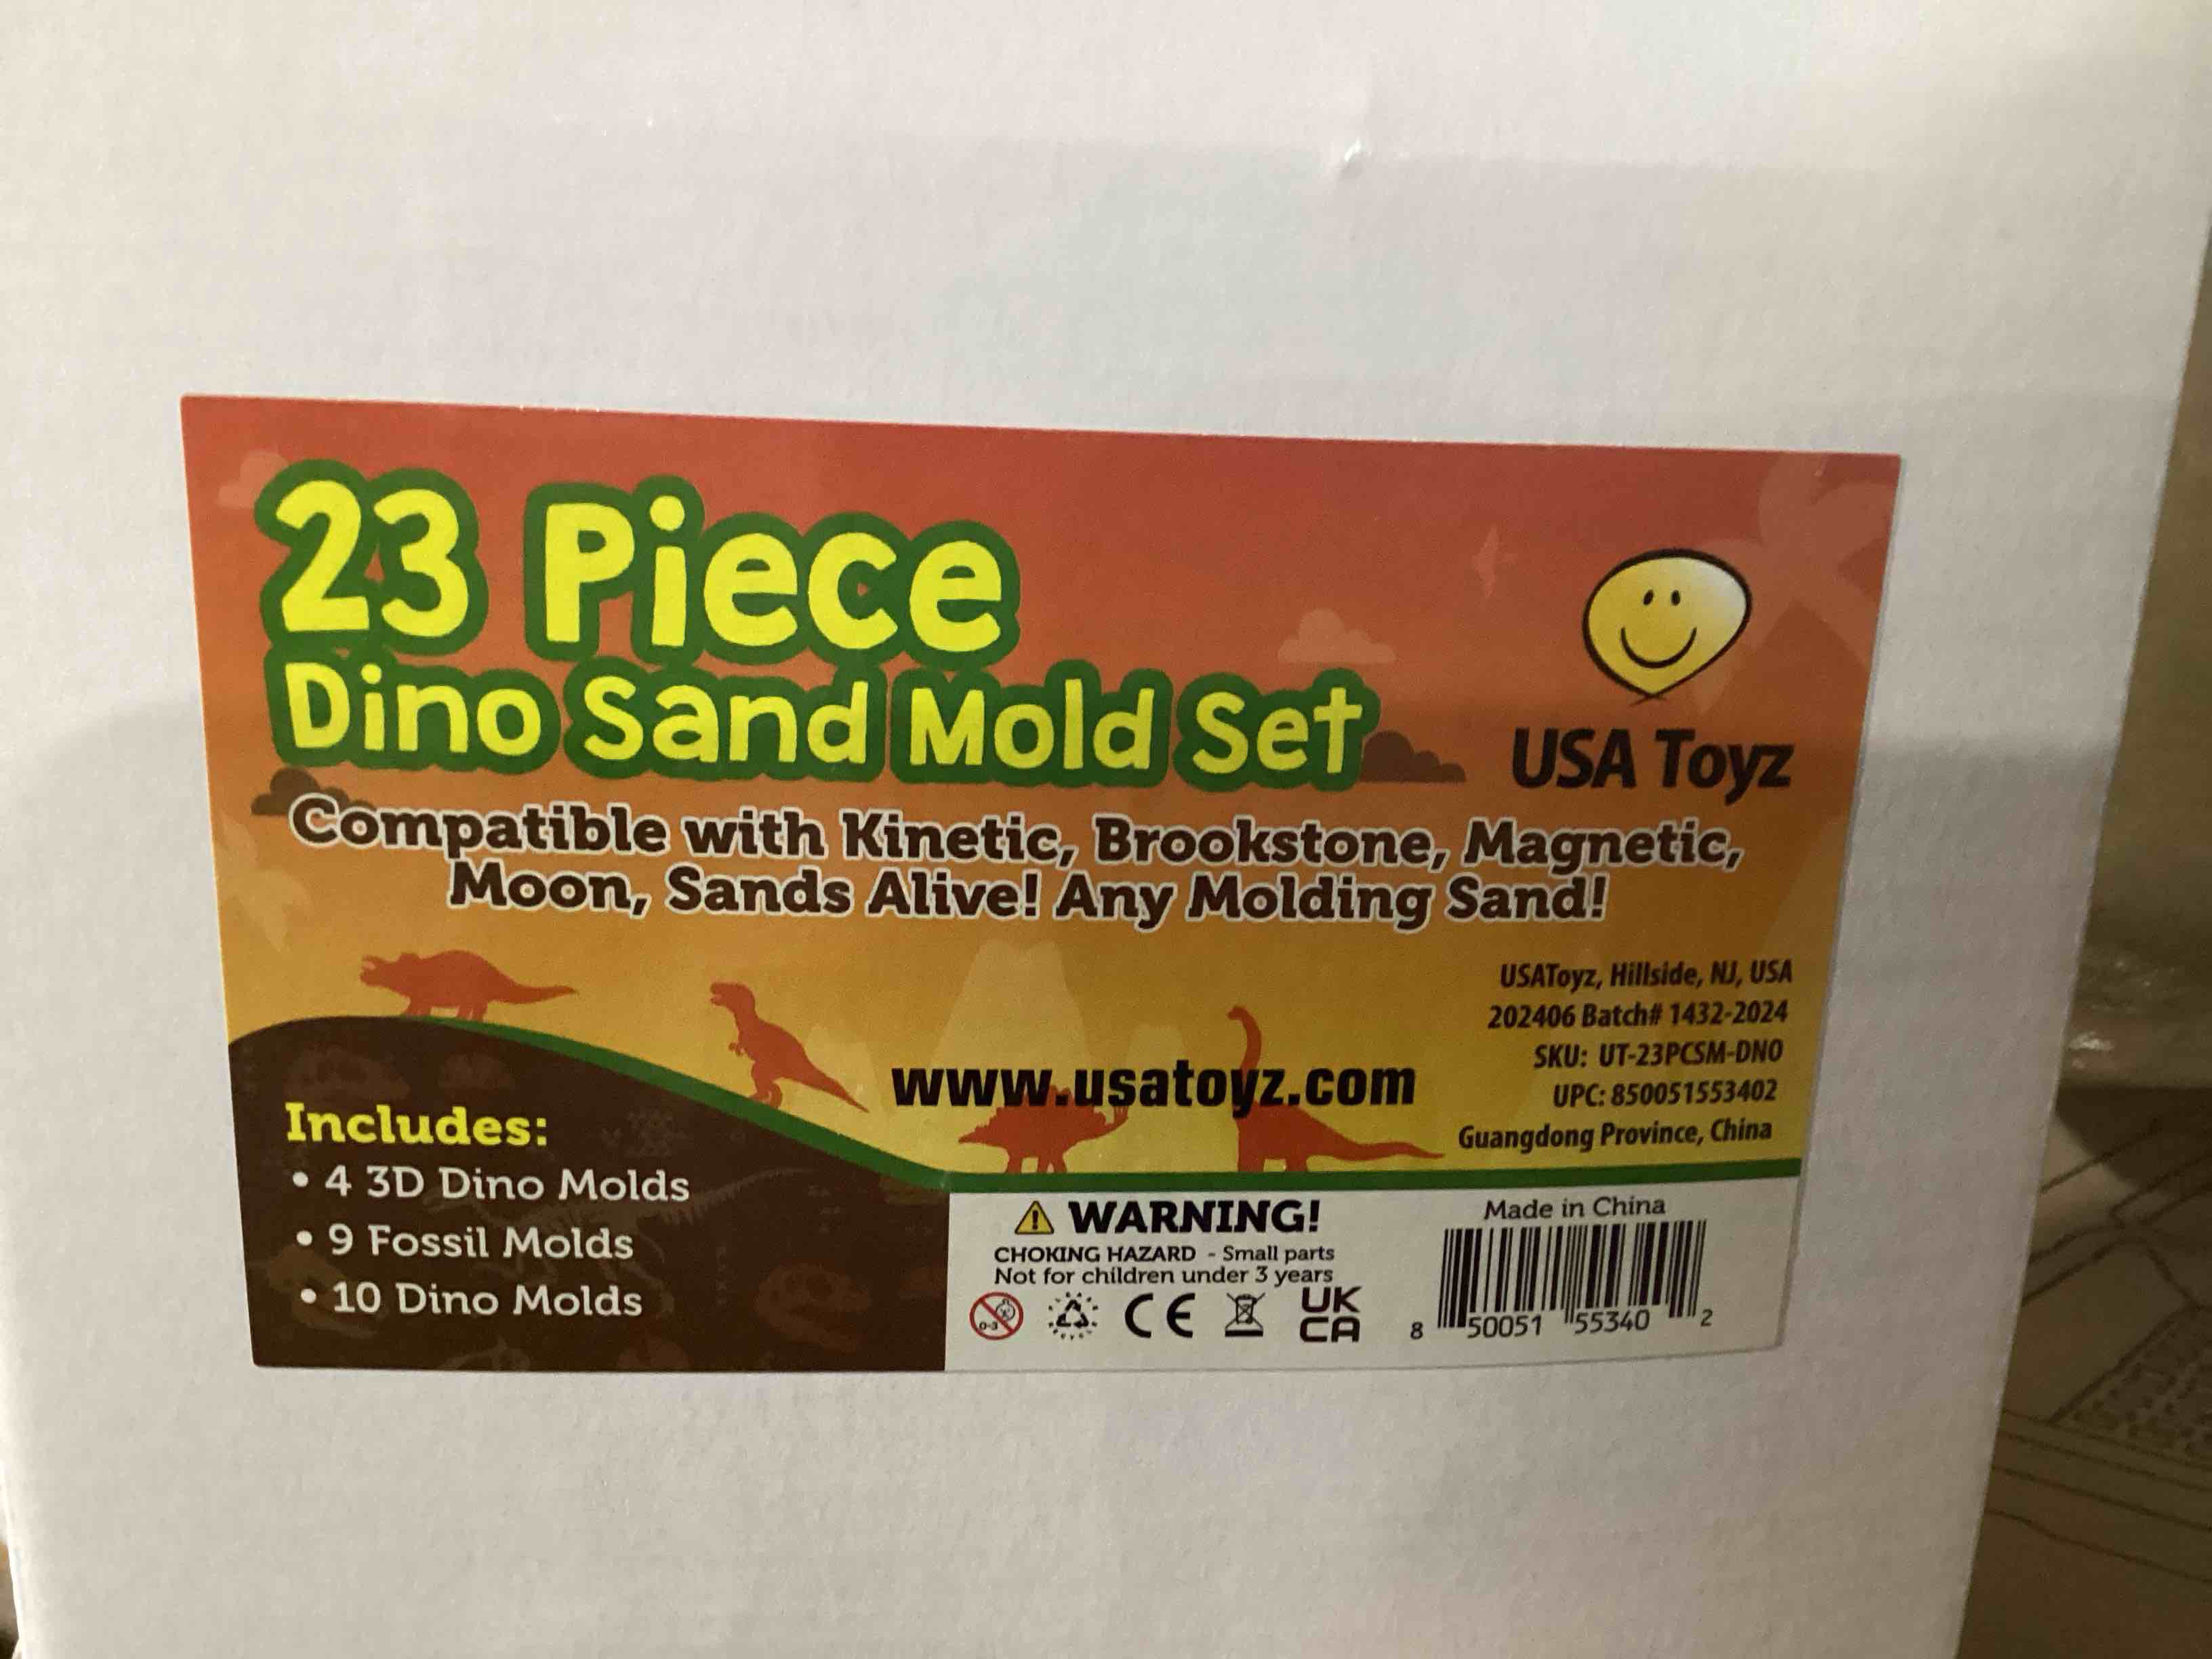 23 Piece
Dino Sand Mold Set
USA Toyz
Compatible with Kinetic, Brookstone, Magnetic,
Moon, Sands Alive! Any Molding Sand!
USAToyz, Hillside, NJ, USA
202406 Batch# 1432-2024
SKU: UT-23PCSM-DNO
UPC: 850051553402
Guangdong Province, China
www.usatoyz.com
Includes:
• 4 3D Dino Molds
• 9 Fossil Molds
• 10 Dino Molds
WARNING!
CHOKING HAZARD - Small parts
Not for children under 3 years
0-3
CE
UK
CA
Made in China
8 50051 55340 2